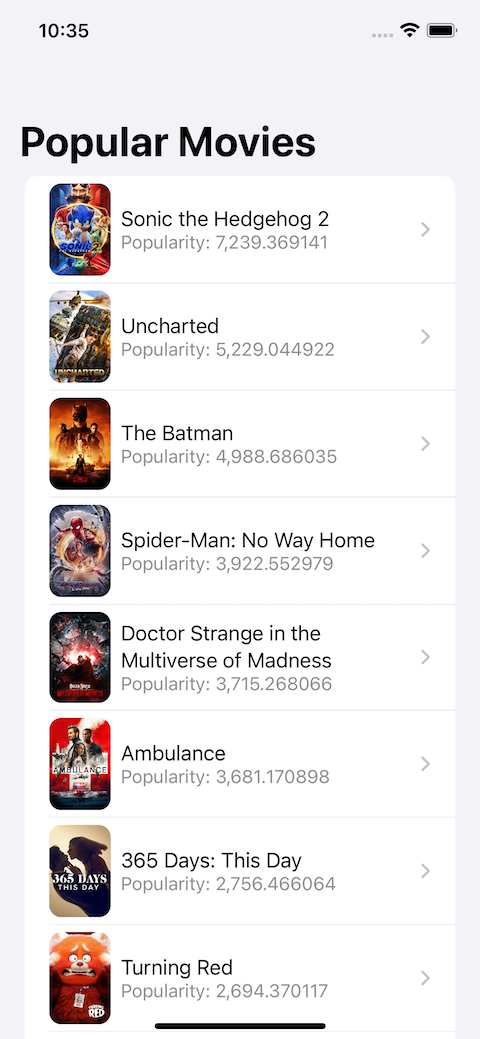 10:35
Popular Movies
Sonic the Hedgehog 2
Popularity: 7,239.369141
UNCHARTED
Uncharted
Popularity: 5,229.044922
The Batman
Popularity: 4,988.686035
Spider-Man: No Way Home
Popularity: 3,922.552979
Doctor Strange in the
Multiverse of Madness
Popularity: 3,715.268066
AMBULANCE
Ambulance
Popularity: 3,681.170898
365 DAYS
THIS DAY
365 Days: This Day
Popularity: 2,756.466064
TURNING
RED
Turning Red
Popularity: 2,694.370117